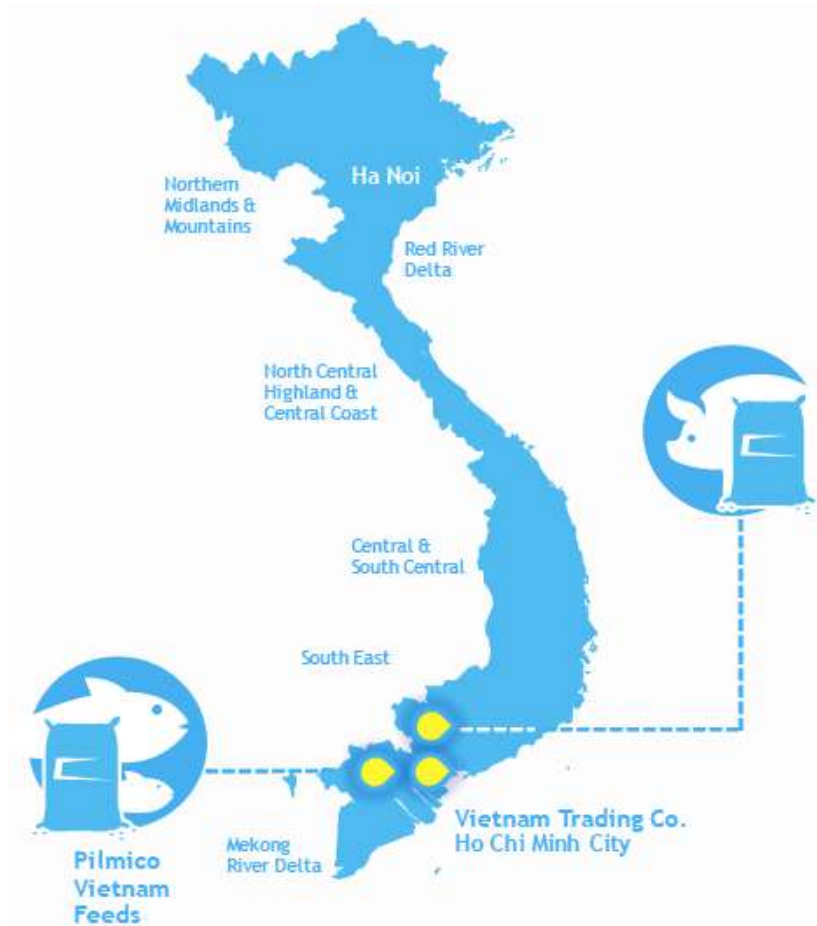 Ha Noi
Northern
Midlands &
Mountains
Red River
Delta
North Central
Highland &
Central Coast
Central &
South Central
South East
Vietnam Trading Co.
Ho Chi Minh City
Mekong
River Delta
Pilmico
Vietnam
Feeds